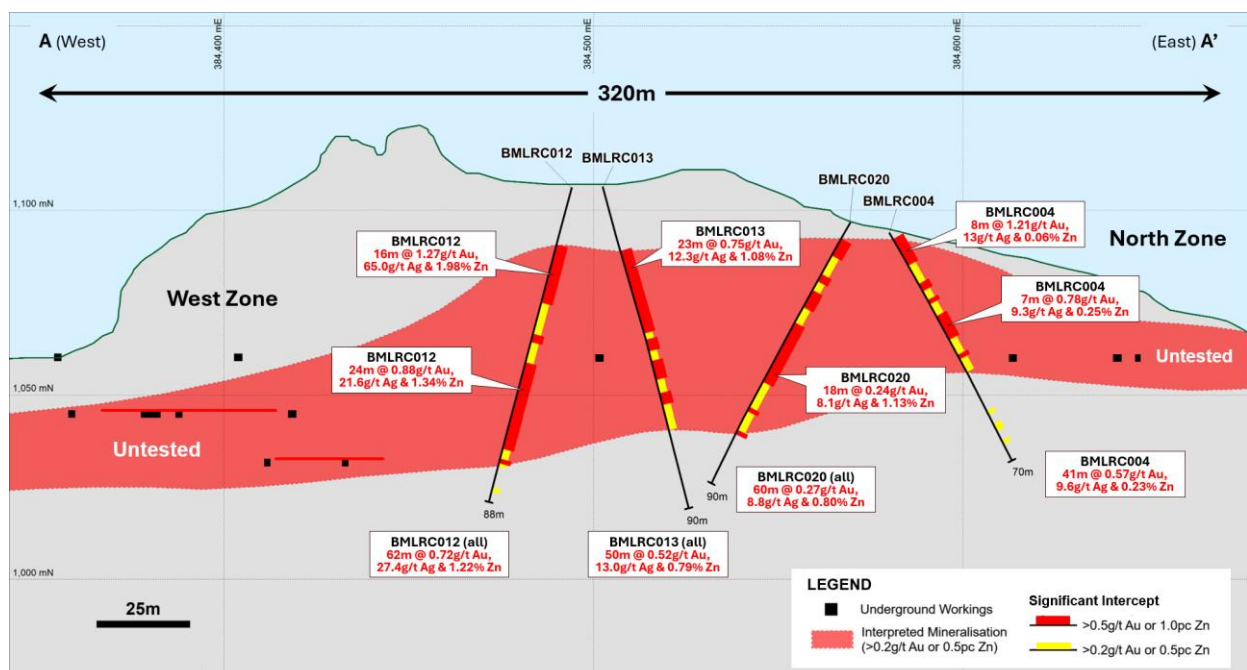 A (West)
384,400 mE
384,500 mE
384,600 mE
(East) A'
320m
BMLRC012
BMLRC013
BMLRC020
BMLRC004
1,100 mN
1,050 mN
1,000 mN
West Zone
North Zone
BMLRC012
16m @ 1.27g/t Au,
65.0g/t Ag & 1.98% Zn
BMLRC013
23m @ 0.75g/t Au,
12.3g/t Ag & 1.08% Zn
BMLRC004
8m @ 1.21g/t Au,
13g/t Ag & 0.06% Zn
BMLRC004
7m @ 0.78g/t Au,
9.3g/t Ag & 0.25% Zn
BMLRC012
24m @ 0.88g/t Au,
21.6g/t Ag & 1.34% Zn
BMLRC020
18m @ 0.24g/t Au,
8.1g/t Ag & 1.13% Zn
Untested
Untested
88m
90m
90m
70m
BMLRC020 (all)
60m @ 0.27g/t Au,
8.8g/t Ag & 0.80% Zn
BMLRC004
41m @ 0.57g/t Au,
9.6g/t Ag & 0.23% Zn
BMLRC012 (all)
62m @ 0.72g/t Au,
27.4g/t Ag & 1.22% Zn
BMLRC013 (all)
50m @ 0.52g/t Au,
13.0g/t Ag & 0.79% Zn
25m
LEGEND
Underground Workings
Interpreted Mineralisation
(>0.2g/t Au or 0.5pc Zn)
Significant Intercept
>0.5g/t Au or 1.0pc Zn
>0.2g/t Au or 0.5pc Zn